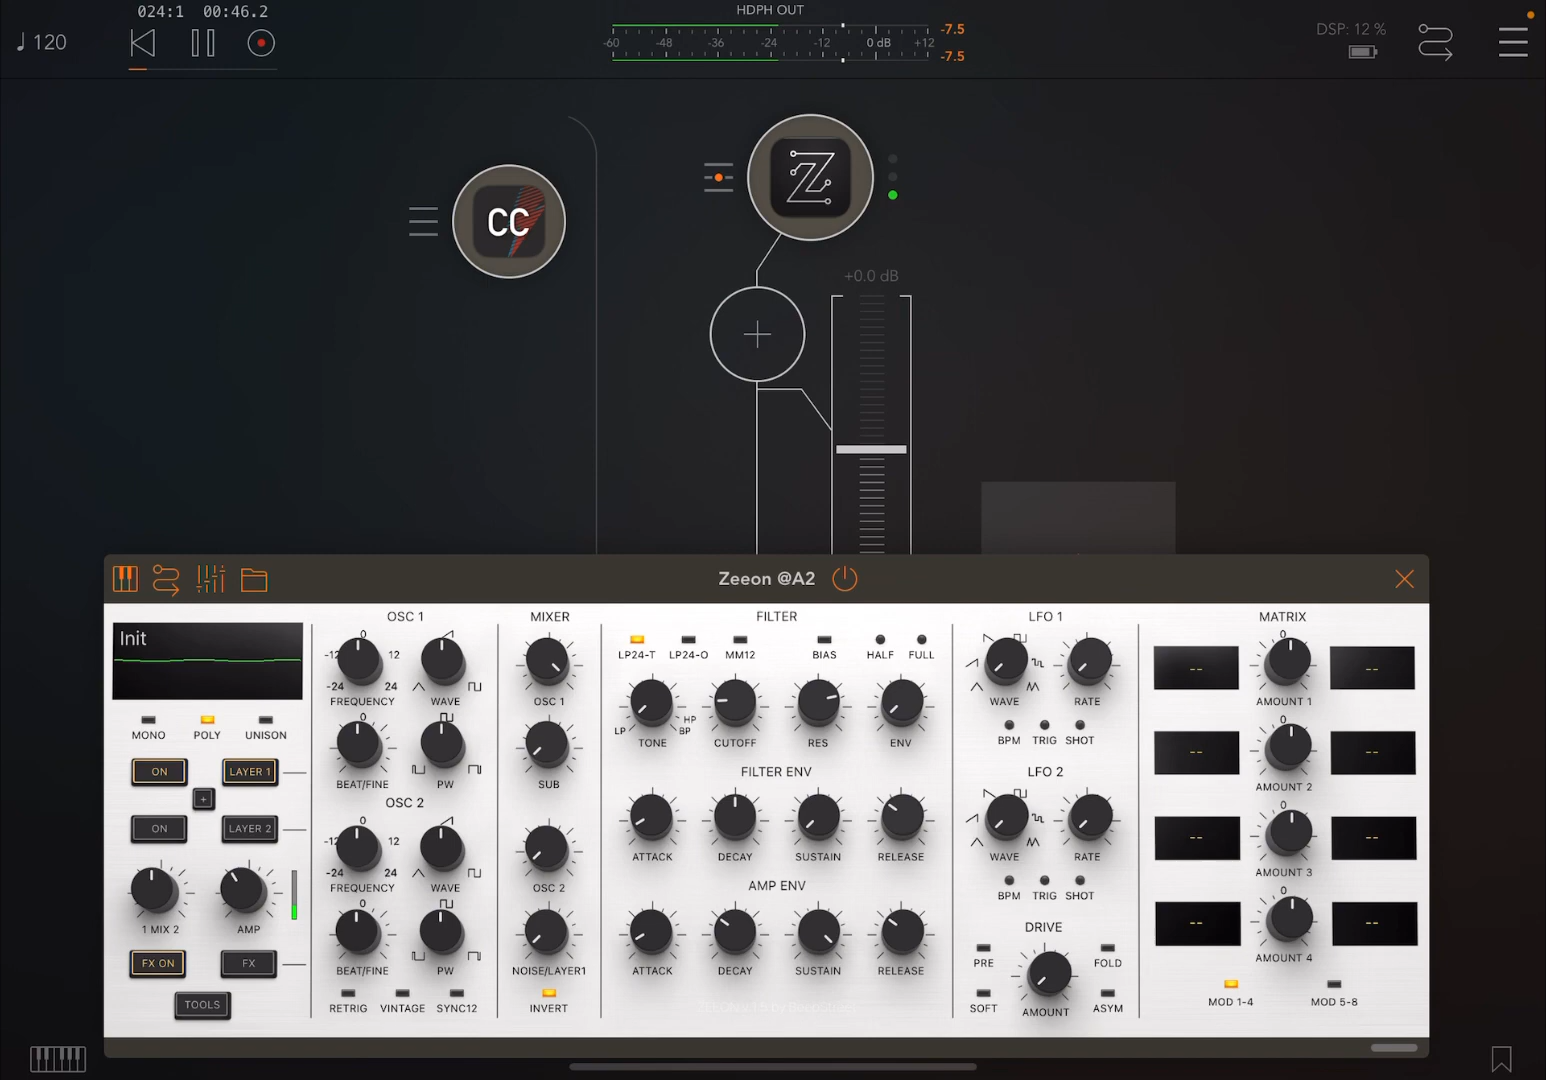 024:1 00:46.2
♩ 120
HDPH OUT
-60 -48 -36 -24 -12 0 dB +12
-7.5
-7.5
DSP: 12 %
CC
Z
+0.0 dB
Zeeon @A2
Init
MONO POLY UNISON
ON LAYER 1
+
ON LAYER 2
1 MIX 2 AMP
FX ON FX
TOOLS
OSC 1
0
-12 12
-24 24
FREQUENCY WAVE
0
BEAT/FINE PW
OSC 2
0
-12 12
-24 24
FREQUENCY WAVE
0
BEAT/FINE PW
RETRIG VINTAGE SYNC12
MIXER
OSC 1
SUB
OSC 2
NOISE/LAYER1
INVERT
FILTER
LP24-T LP24-O MM12 BIAS HALF FULL
LP HP
BP
TONE CUTOFF RES ENV
FILTER ENV
ATTACK DECAY SUSTAIN RELEASE
AMP ENV
ATTACK DECAY SUSTAIN RELEASE
LFO 1
WAVE RATE
BPM TRIG SHOT
LFO 2
WAVE RATE
BPM TRIG SHOT
DRIVE
PRE FOLD
SOFT AMOUNT ASYM
MATRIX
0
-- --
AMOUNT 1
0
-- --
AMOUNT 2
0
-- --
AMOUNT 3
0
-- --
AMOUNT 4
MOD 1-4 MOD 5-8